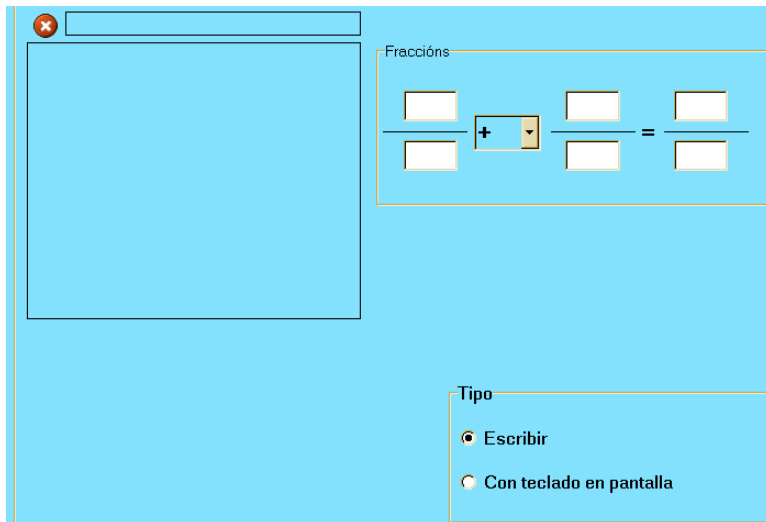 Fraccións
+
=
Tipo
Escribir
Con teclado en pantalla